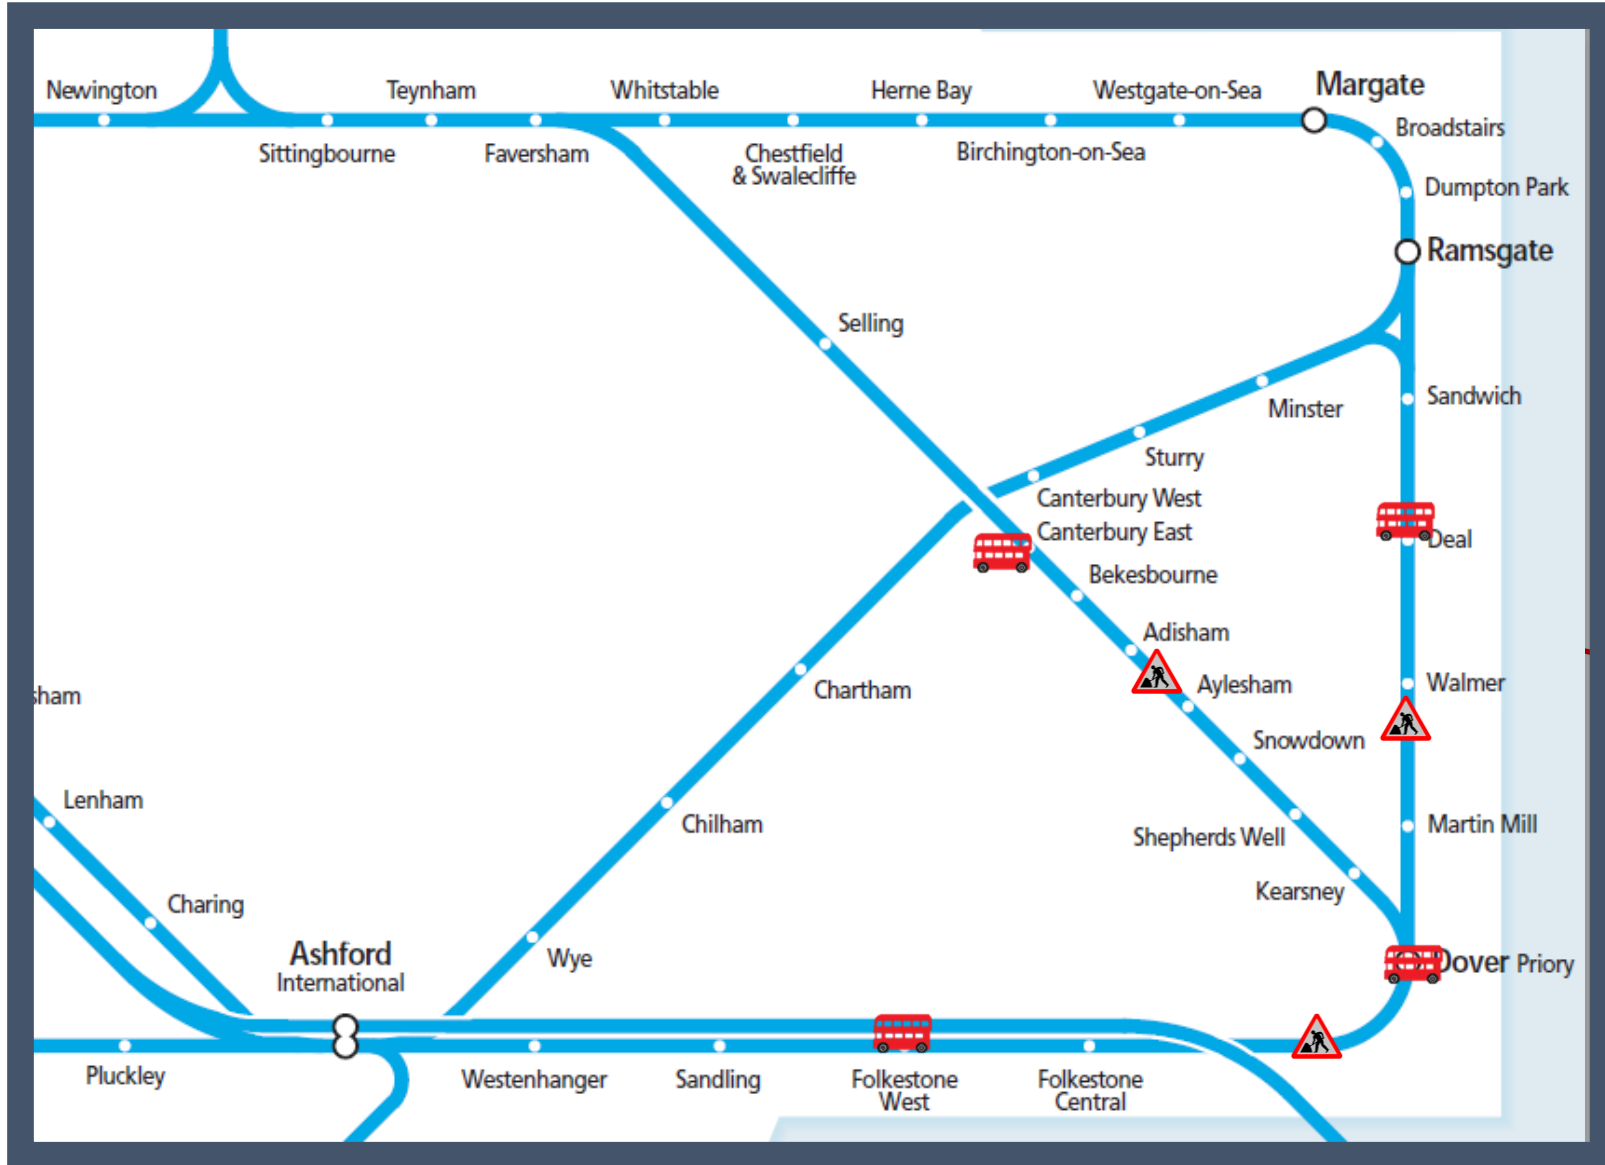 Newington
Teynham
Whitstable
Herne Bay
Westgate-on-Sea
Margate
Broadstairs
Sittingbourne
Faversham
Chestfield
& Swalecliffe
Birchington-on-Sea
Dumpton Park
Ramsgate
Selling
Sandwich
Minster
Sturry
Canterbury West
Canterbury East
Deal
Bekesbourne
Adisham
Aylesham
Walmer
sham
Chartham
Snowdown
Lenham
Chilham
Shepherds Well
Martin Mill
Kearsney
Charing
Ashford
International
Wye
Dover Priory
Pluckley
Westenhanger
Sandling
Folkestone
West
Folkestone
Central